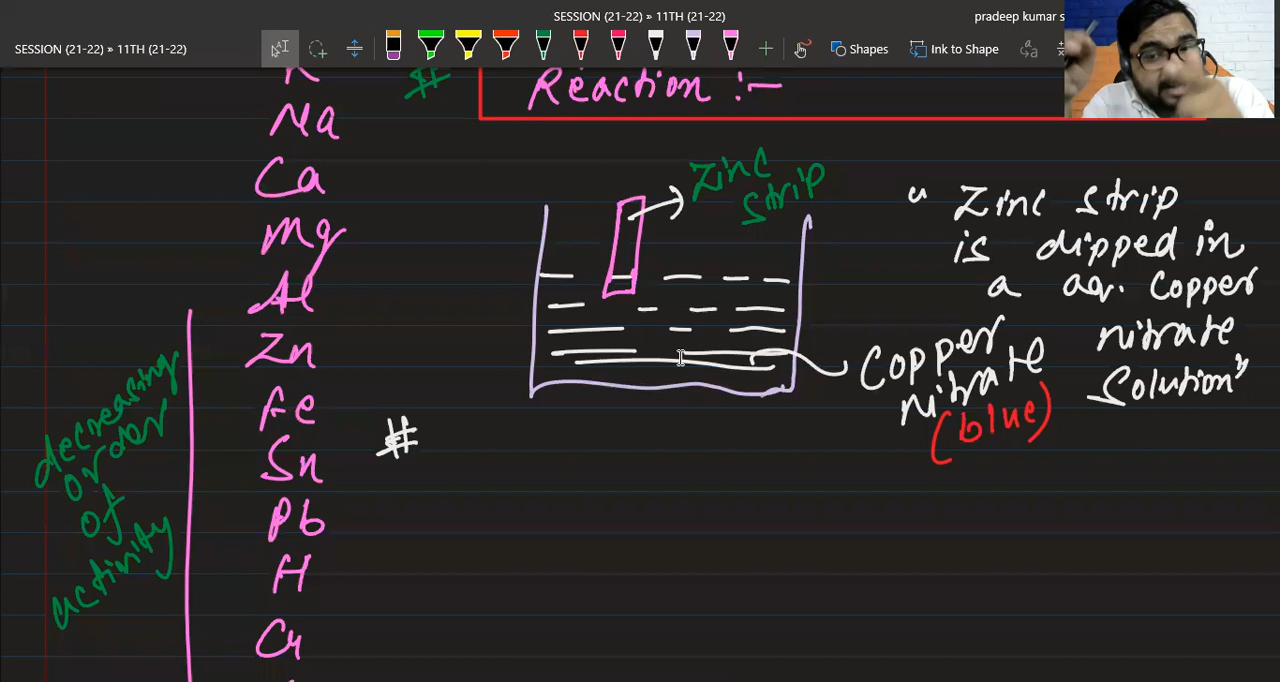 SESSION (21-22) » 11TH (21-22)
pradeep kumar s
SESSION (21-22) » 11TH (21-22)
Shapes
Ink to Shape
#
Reaction :-
K
Na
Ca
Mg
Al
Zn
Fe
Sn
Pb
H
Cu
decreasing
order
of
activity
#
Zinc
strip
Copper
nitrate
(blue)
" Zinc strip
is dipped in
a aq. Copper
nitrate
Solution"